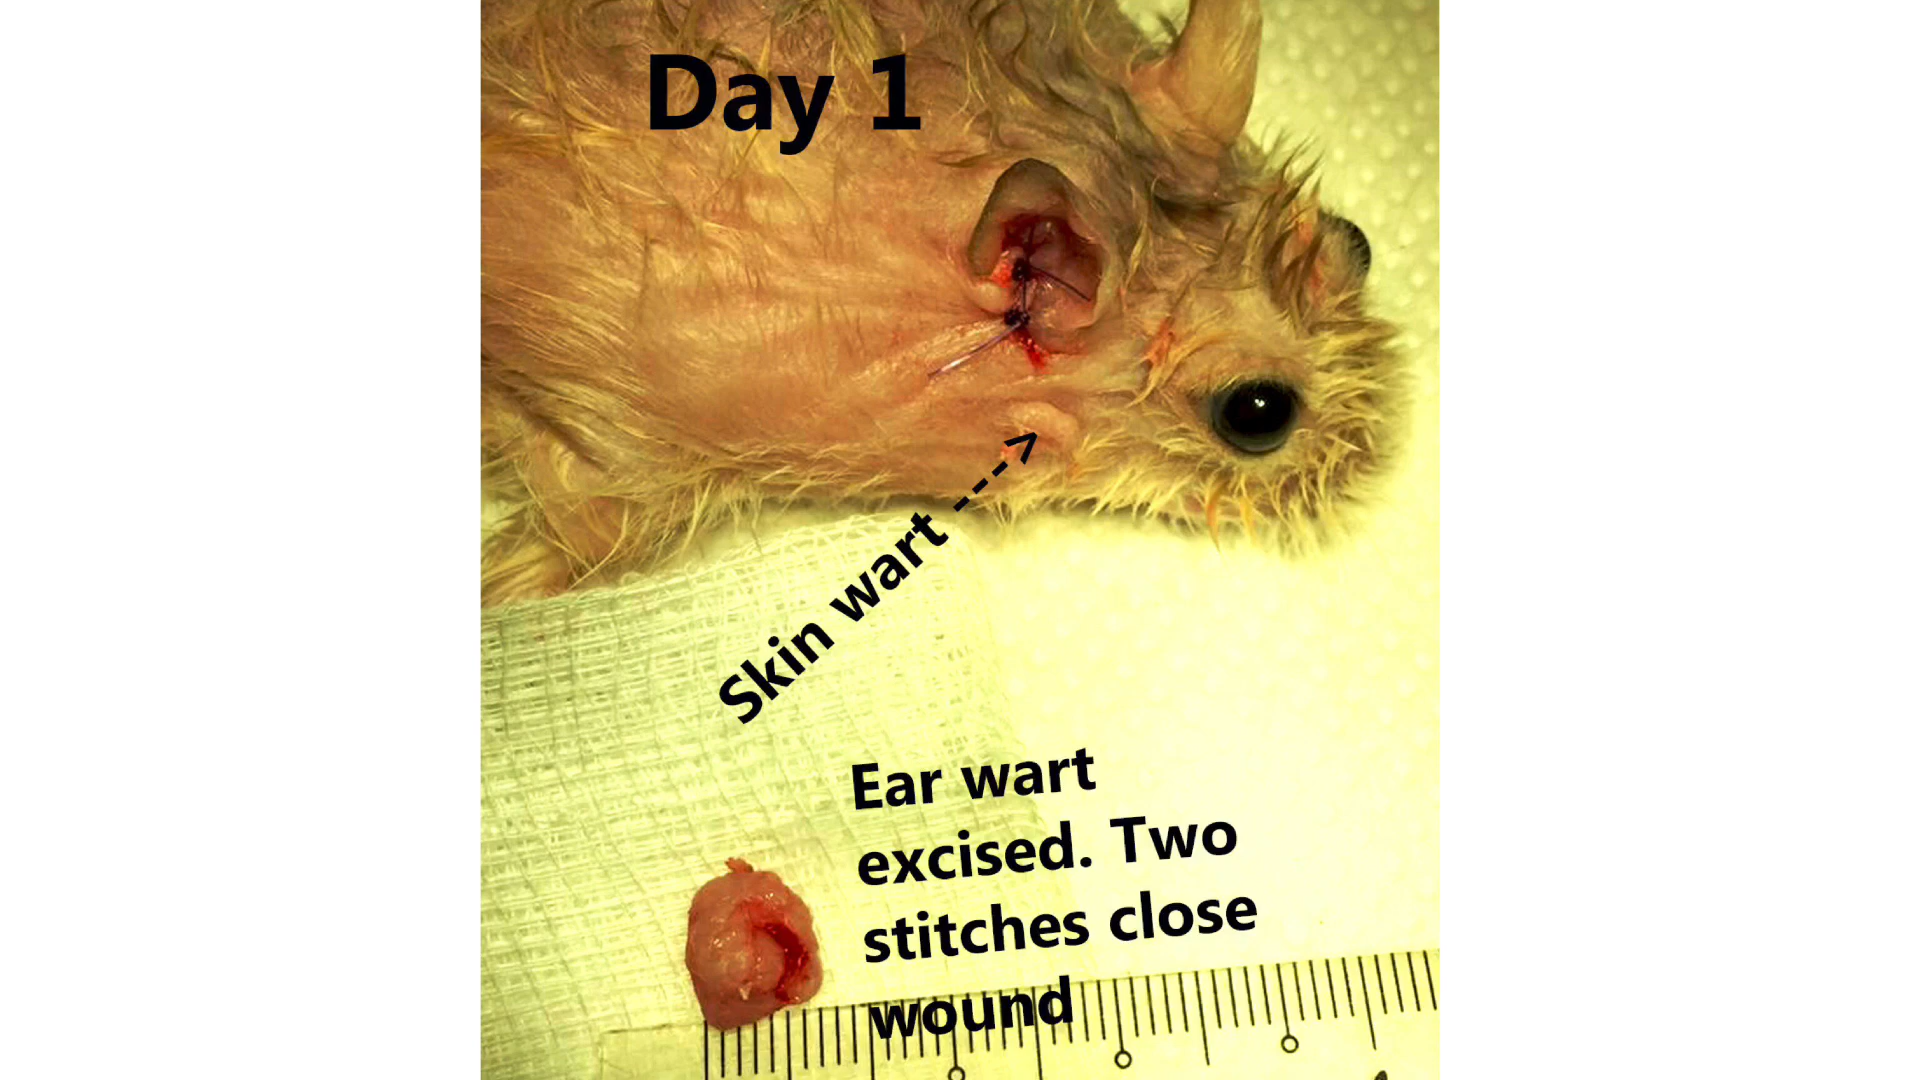 Day 1
Skin wart
Ear wart
excised. Two
stitches close
wound